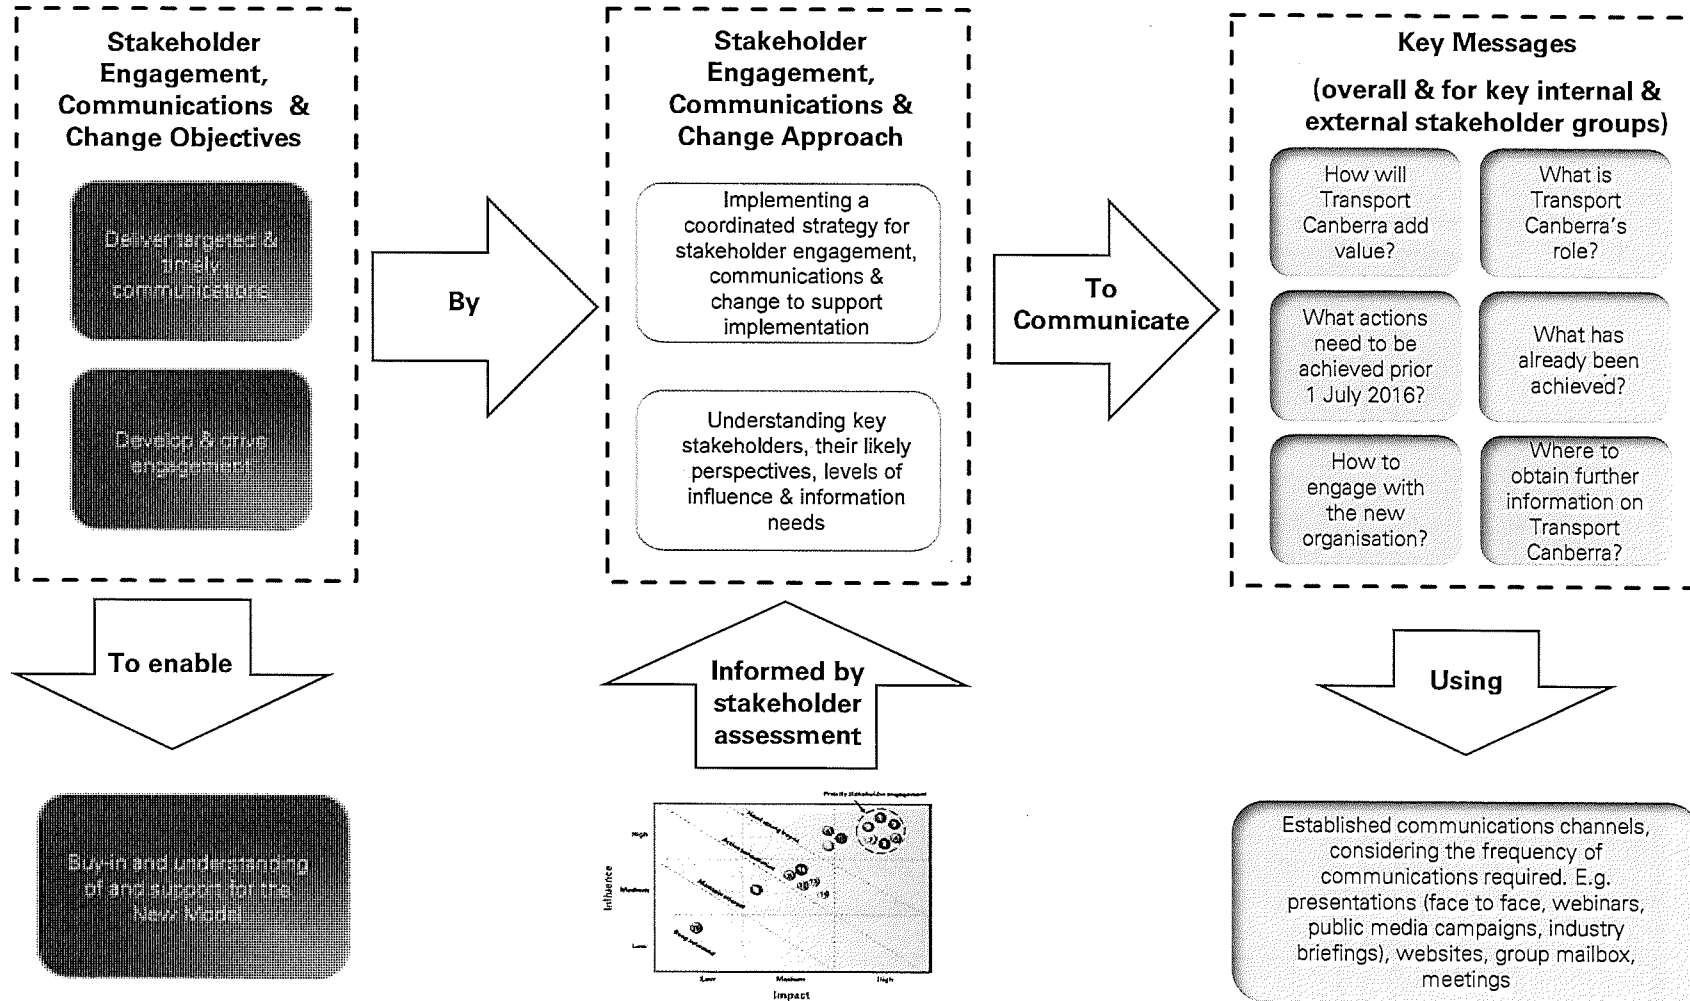 Stakeholder
Engagement,
Communications &
Change Objectives
Deliver targeted &
timely
communications
Develop & drive
engagement
To enable
Buy-in and understanding
of and support for the
New Model
By
Stakeholder
Engagement,
Communications &
Change Approach
Implementing a
coordinated strategy for
stakeholder engagement,
communications &
change to support
implementation
Understanding key
stakeholders, their likely
perspectives, levels of
influence & information
needs
Informed by
stakeholder
assessment
Priority stakeholder engagement
High
Medium
Low
Influence
Keep informed
Low
Medium
High
Impact
To
Communicate
Key Messages
(overall & for key internal &
external stakeholder groups)
How will
Transport
Canberra add
value?
What is
Transport
Canberra's
role?
What actions
need to be
achieved prior
1 July 2016?
What has
already been
achieved?
How to
engage with
the new
organisation?
Where to
obtain further
information on
Transport
Canberra?
Using
Established communications channels,
considering the frequency of
communications required. E.g.
presentations (face to face, webinars,
public media campaigns, industry
briefings), websites, group mailbox,
meetings